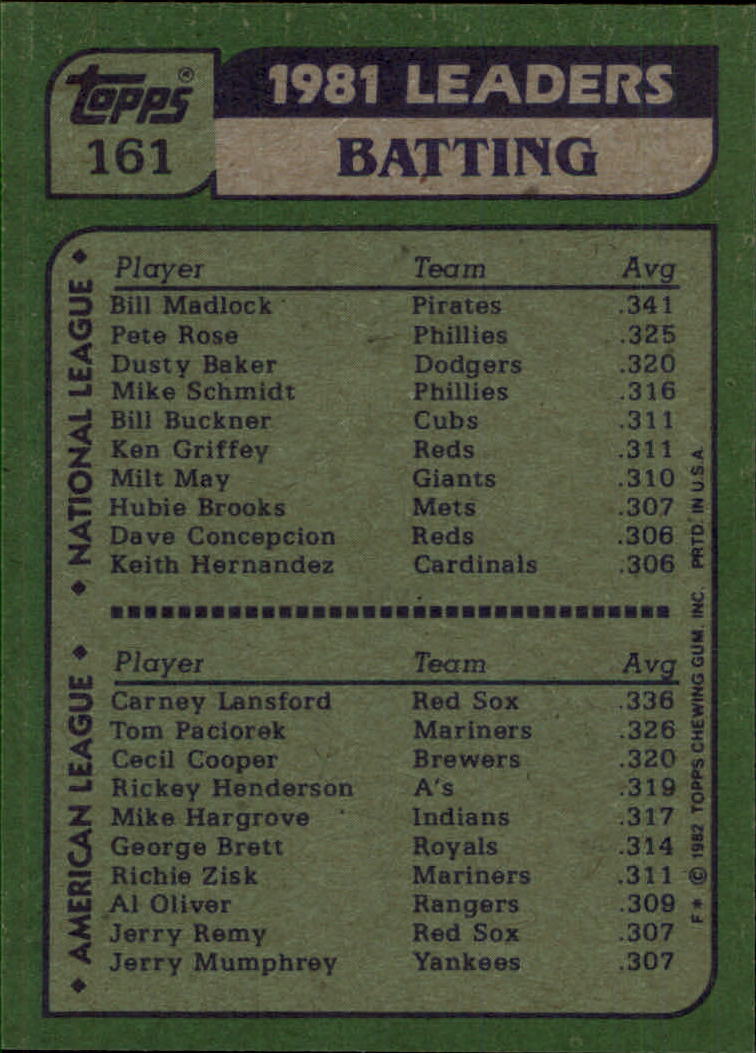 Topps®
161
1981 LEADERS
BATTING
◆ NATIONAL LEAGUE ◆
Player Team Avg
Bill Madlock Pirates .341
Pete Rose Phillies .325
Dusty Baker Dodgers .320
Mike Schmidt Phillies .316
Bill Buckner Cubs .311
Ken Griffey Reds .311
Milt May Giants .310
Hubie Brooks Mets .307
Dave Concepcion Reds .306
Keith Hernandez Cardinals .306
◆ AMERICAN LEAGUE ◆
Player Team Avg
Carney Lansford Red Sox .336
Tom Paciorek Mariners .326
Cecil Cooper Brewers .320
Rickey Henderson A's .319
Mike Hargrove Indians .317
George Brett Royals .314
Richie Zisk Mariners .311
Al Oliver Rangers .309
Jerry Remy Red Sox .307
Jerry Mumphrey Yankees .307
F* © 1982 TOPPS CHEWING GUM. INC. PRTD. IN U.S.A.